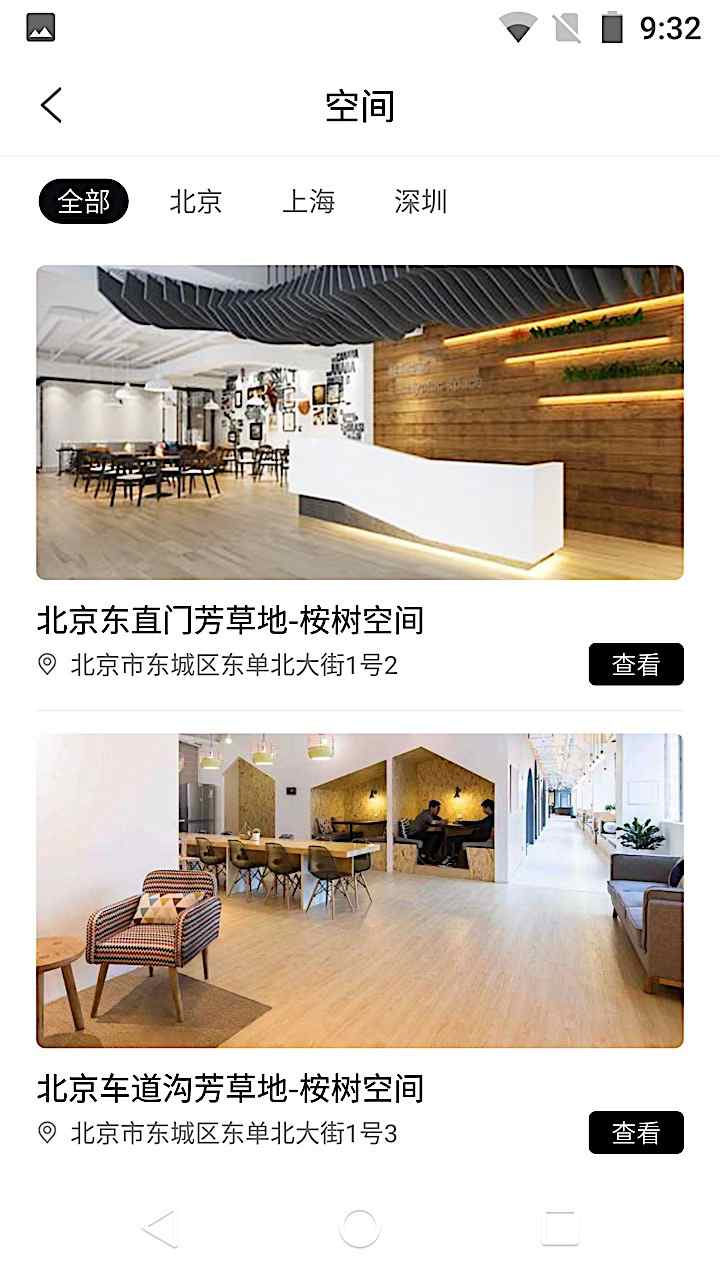 9:32
空间
全部 北京 上海 深圳
北京东直门芳草地-桉树空间
北京市东城区东单北大街1号2
查看
北京车道沟芳草地-桉树空间
北京市东城区东单北大街1号3
查看